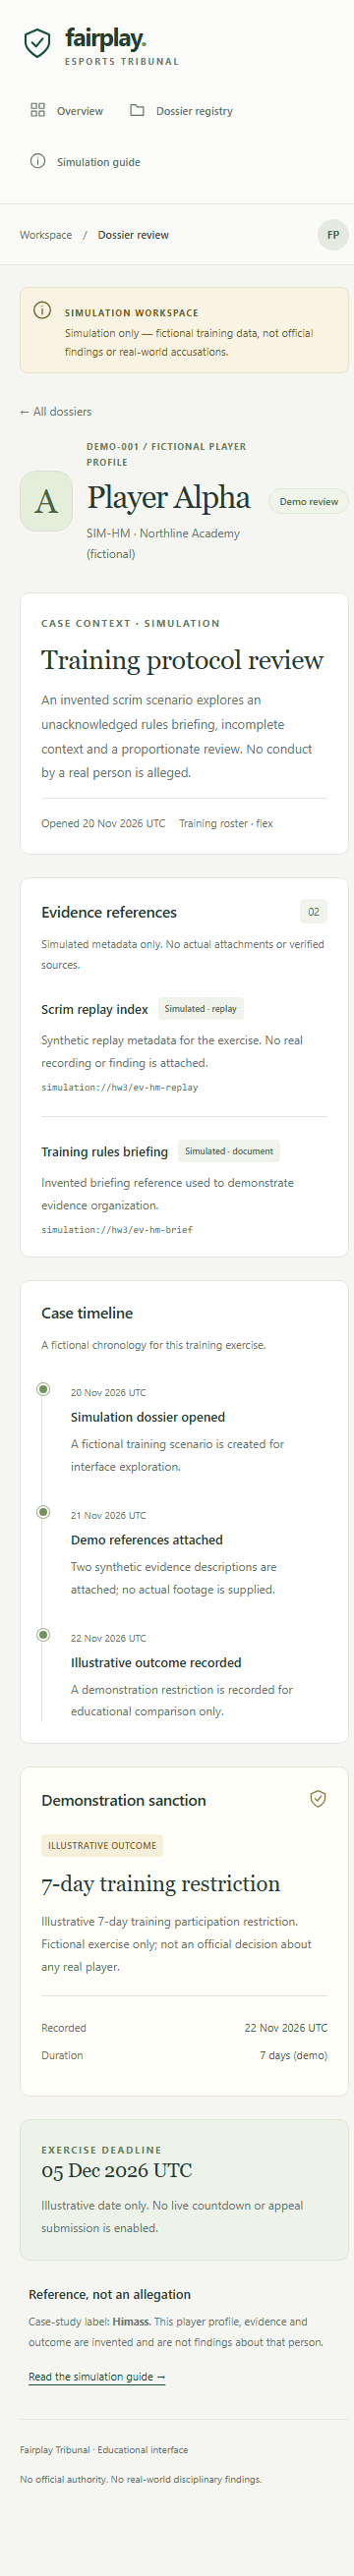 fairplay.
ESPORTS TRIBUNAL
Overview
Dossier registry
Simulation guide
Workspace / Dossier review
FP
SIMULATION WORKSPACE
Simulation only — fictional training data, not official
findings or real-world accusations.
← All dossiers
DEMO-001 / FICTIONAL PLAYER
PROFILE
A
Player Alpha
Demo review
SIM-HM · Northline Academy
(fictional)
CASE CONTEXT · SIMULATION
Training protocol review
An invented scrim scenario explores an
unacknowledged rules briefing, incomplete
context and a proportionate review. No conduct
by a real person is alleged.
Opened 20 Nov 2026 UTC
Training roster · flex
Evidence references
02
Simulated metadata only. No actual attachments or verified
sources.
Scrim replay index
Simulated · replay
Synthetic replay metadata for the exercise. No real
recording or finding is attached.
simulation://hw3/ev-hm-replay
Training rules briefing
Simulated · document
Invented briefing reference used to demonstrate
evidence organization.
simulation://hw3/ev-hm-brief
Case timeline
A fictional chronology for this training exercise.
20 Nov 2026 UTC
Simulation dossier opened
A fictional training scenario is created for
interface exploration.
21 Nov 2026 UTC
Demo references attached
Two synthetic evidence descriptions are
attached; no actual footage is supplied.
22 Nov 2026 UTC
Illustrative outcome recorded
A demonstration restriction is recorded for
educational comparison only.
Demonstration sanction
ILLUSTRATIVE OUTCOME
7-day training restriction
Illustrative 7-day training participation restriction.
Fictional exercise only; not an official decision about
any real player.
Recorded
22 Nov 2026 UTC
Duration
7 days (demo)
EXERCISE DEADLINE
05 Dec 2026 UTC
Illustrative date only. No live countdown or appeal
submission is enabled.
Reference, not an allegation
Case-study label: Himass. This player profile, evidence and
outcome are invented and are not findings about that person.
Read the simulation guide →
Fairplay Tribunal · Educational interface
No official authority. No real-world disciplinary findings.